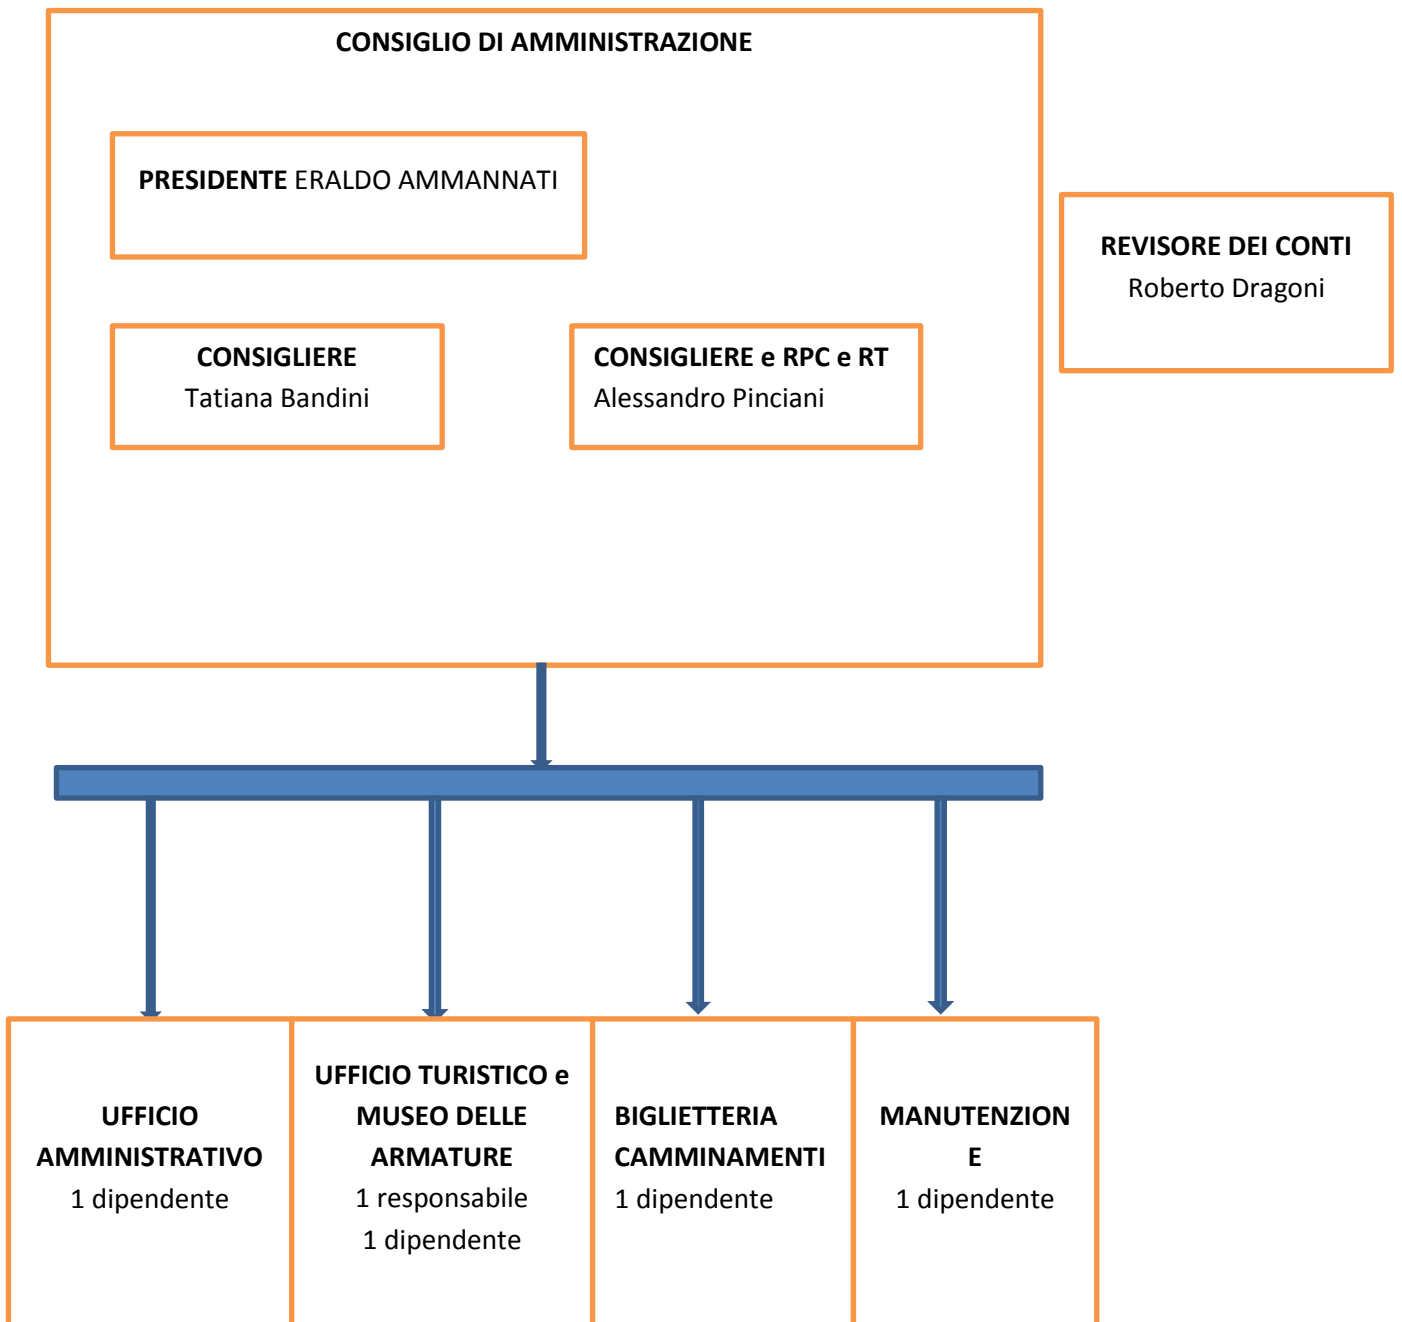 CONSIGLIO DI AMMINISTRAZIONE
PRESIDENTE ERALDO AMMANNATI
REVISORE DEI CONTI
Roberto Dragoni
CONSIGLIERE
Tatiana Bandini
CONSIGLIERE e RPC e RT
Alessandro Pinciani
UFFICIO
AMMINISTRATIVO
1 dipendente
UFFICIO TURISTICO e
MUSEO DELLE
ARMATURE
1 responsabile
1 dipendente
BIGLIETTERIA
CAMMINAMENTI
1 dipendente
MANUTENZION
E
1 dipendente